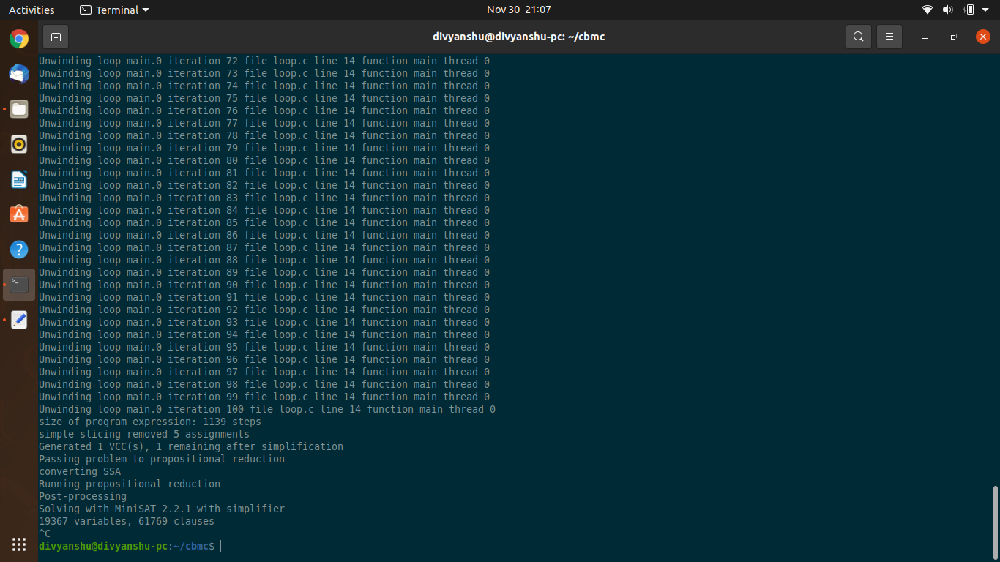 Activities Terminal Nov 30 21:07
divyanshu@divyanshu-pc: ~/cbmc
Unwinding loop main.0 iteration 72 file loop.c line 14 function main thread 0
Unwinding loop main.0 iteration 73 file loop.c line 14 function main thread 0
Unwinding loop main.0 iteration 74 file loop.c line 14 function main thread 0
Unwinding loop main.0 iteration 75 file loop.c line 14 function main thread 0
Unwinding loop main.0 iteration 76 file loop.c line 14 function main thread 0
Unwinding loop main.0 iteration 77 file loop.c line 14 function main thread 0
Unwinding loop main.0 iteration 78 file loop.c line 14 function main thread 0
Unwinding loop main.0 iteration 79 file loop.c line 14 function main thread 0
Unwinding loop main.0 iteration 80 file loop.c line 14 function main thread 0
Unwinding loop main.0 iteration 81 file loop.c line 14 function main thread 0
Unwinding loop main.0 iteration 82 file loop.c line 14 function main thread 0
Unwinding loop main.0 iteration 83 file loop.c line 14 function main thread 0
Unwinding loop main.0 iteration 84 file loop.c line 14 function main thread 0
Unwinding loop main.0 iteration 85 file loop.c line 14 function main thread 0
Unwinding loop main.0 iteration 86 file loop.c line 14 function main thread 0
Unwinding loop main.0 iteration 87 file loop.c line 14 function main thread 0
Unwinding loop main.0 iteration 88 file loop.c line 14 function main thread 0
Unwinding loop main.0 iteration 89 file loop.c line 14 function main thread 0
Unwinding loop main.0 iteration 90 file loop.c line 14 function main thread 0
Unwinding loop main.0 iteration 91 file loop.c line 14 function main thread 0
Unwinding loop main.0 iteration 92 file loop.c line 14 function main thread 0
Unwinding loop main.0 iteration 93 file loop.c line 14 function main thread 0
Unwinding loop main.0 iteration 94 file loop.c line 14 function main thread 0
Unwinding loop main.0 iteration 95 file loop.c line 14 function main thread 0
Unwinding loop main.0 iteration 96 file loop.c line 14 function main thread 0
Unwinding loop main.0 iteration 97 file loop.c line 14 function main thread 0
Unwinding loop main.0 iteration 98 file loop.c line 14 function main thread 0
Unwinding loop main.0 iteration 99 file loop.c line 14 function main thread 0
Unwinding loop main.0 iteration 100 file loop.c line 14 function main thread 0
size of program expression: 1139 steps
simple slicing removed 5 assignments
Generated 1 VCC(s), 1 remaining after simplification
Passing problem to propositional reduction
converting SSA
Running propositional reduction
Post-processing
Solving with MiniSAT 2.2.1 with simplifier
19367 variables, 61769 clauses
^C
divyanshu@divyanshu-pc:~/cbmc$